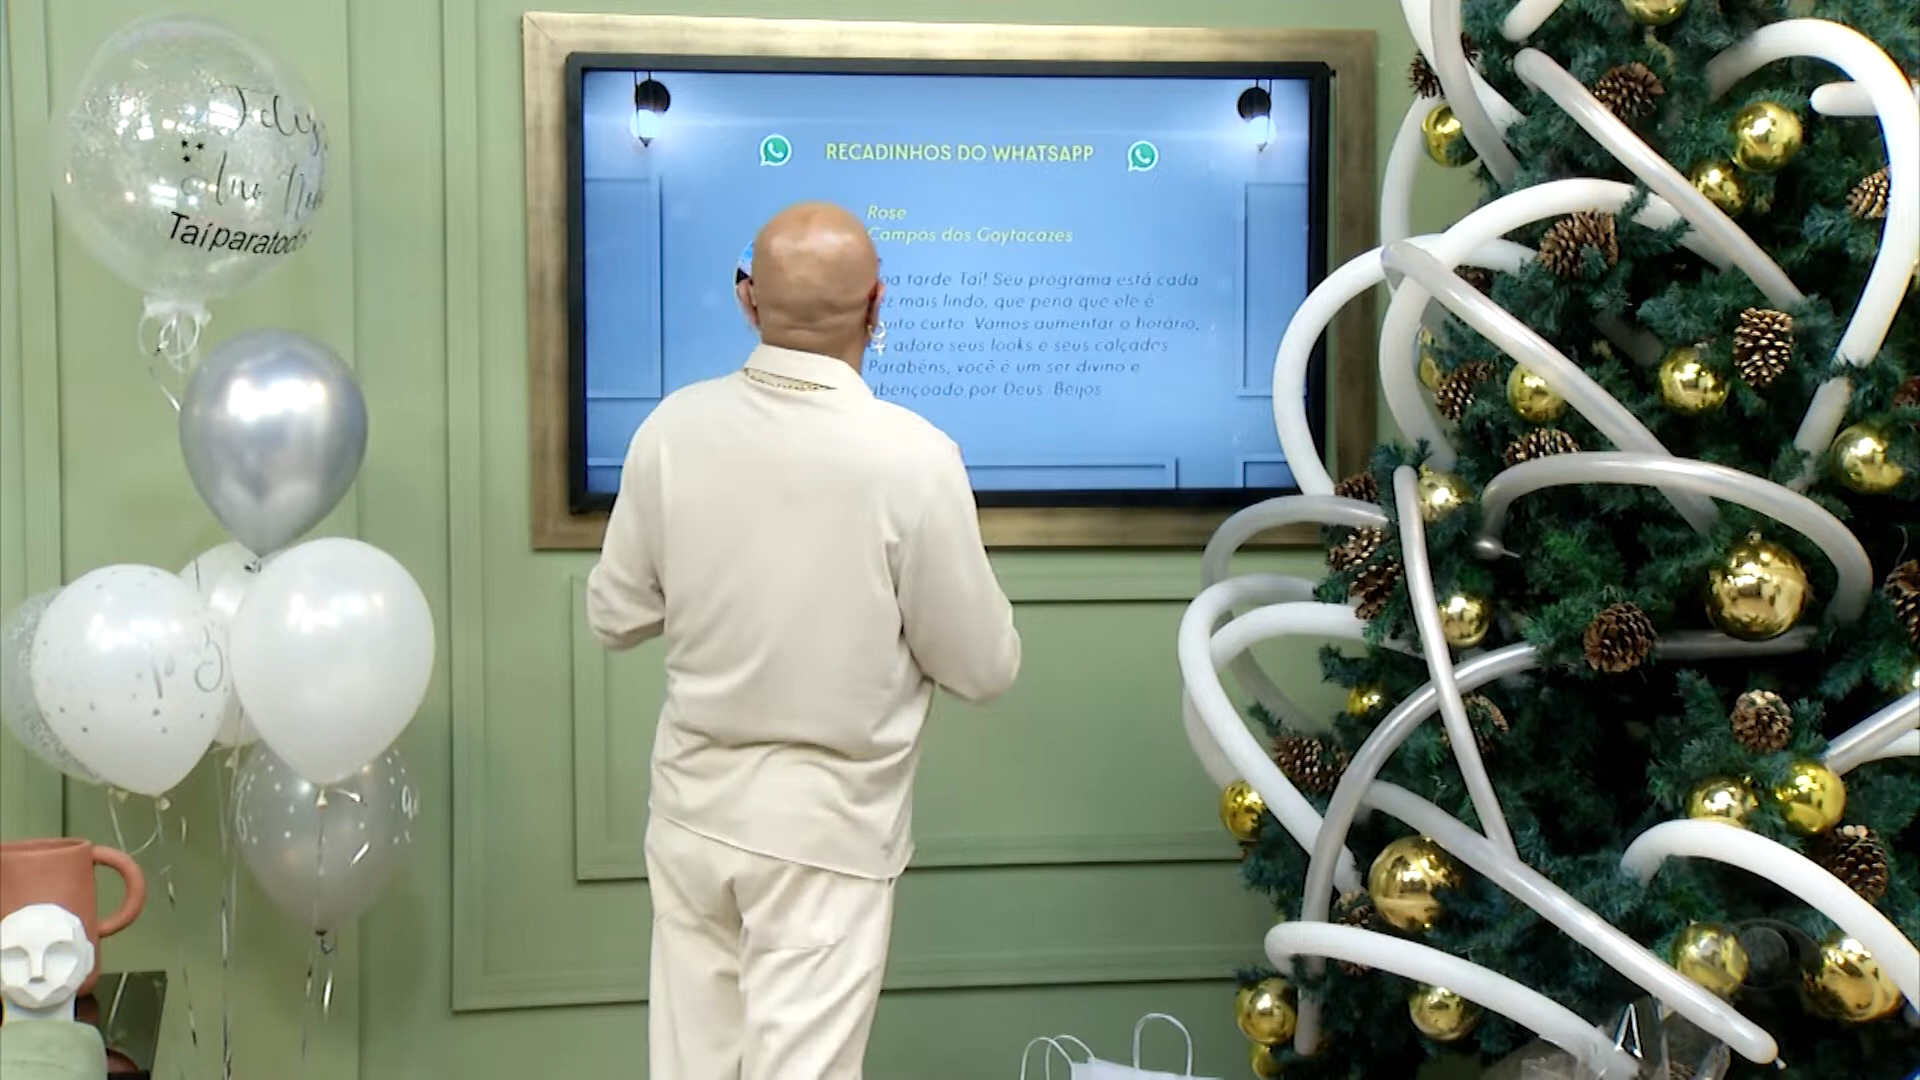 Feliz
Ano
Taíparatodos
RECADINHOS DO WHATSAPP
Rose
Campos dos Goytacazes
tarde Taí! Seu programa está cada
mais lindo, que pena que ele é
curto. Vamos aumentar o horário,
adoro seus looks e seus calçados
Parabéns, você é um ser divino e
abençoado por Deus. Beijos